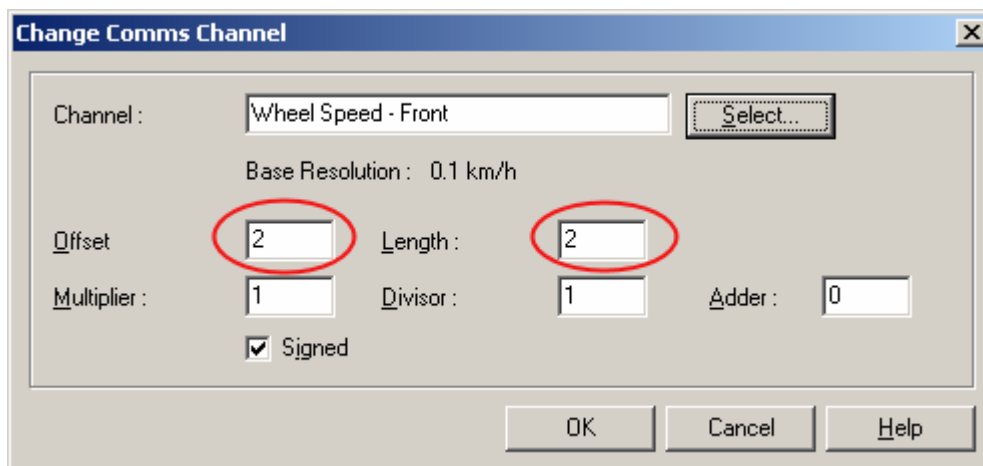 Change Comms Channel
Channel : Wheel Speed - Front Select...
Base Resolution : 0.1 km/h
Offset 2 Length : 2
Multiplier : 1 Divisor : 1 Adder : 0
Signed
OK Cancel Help